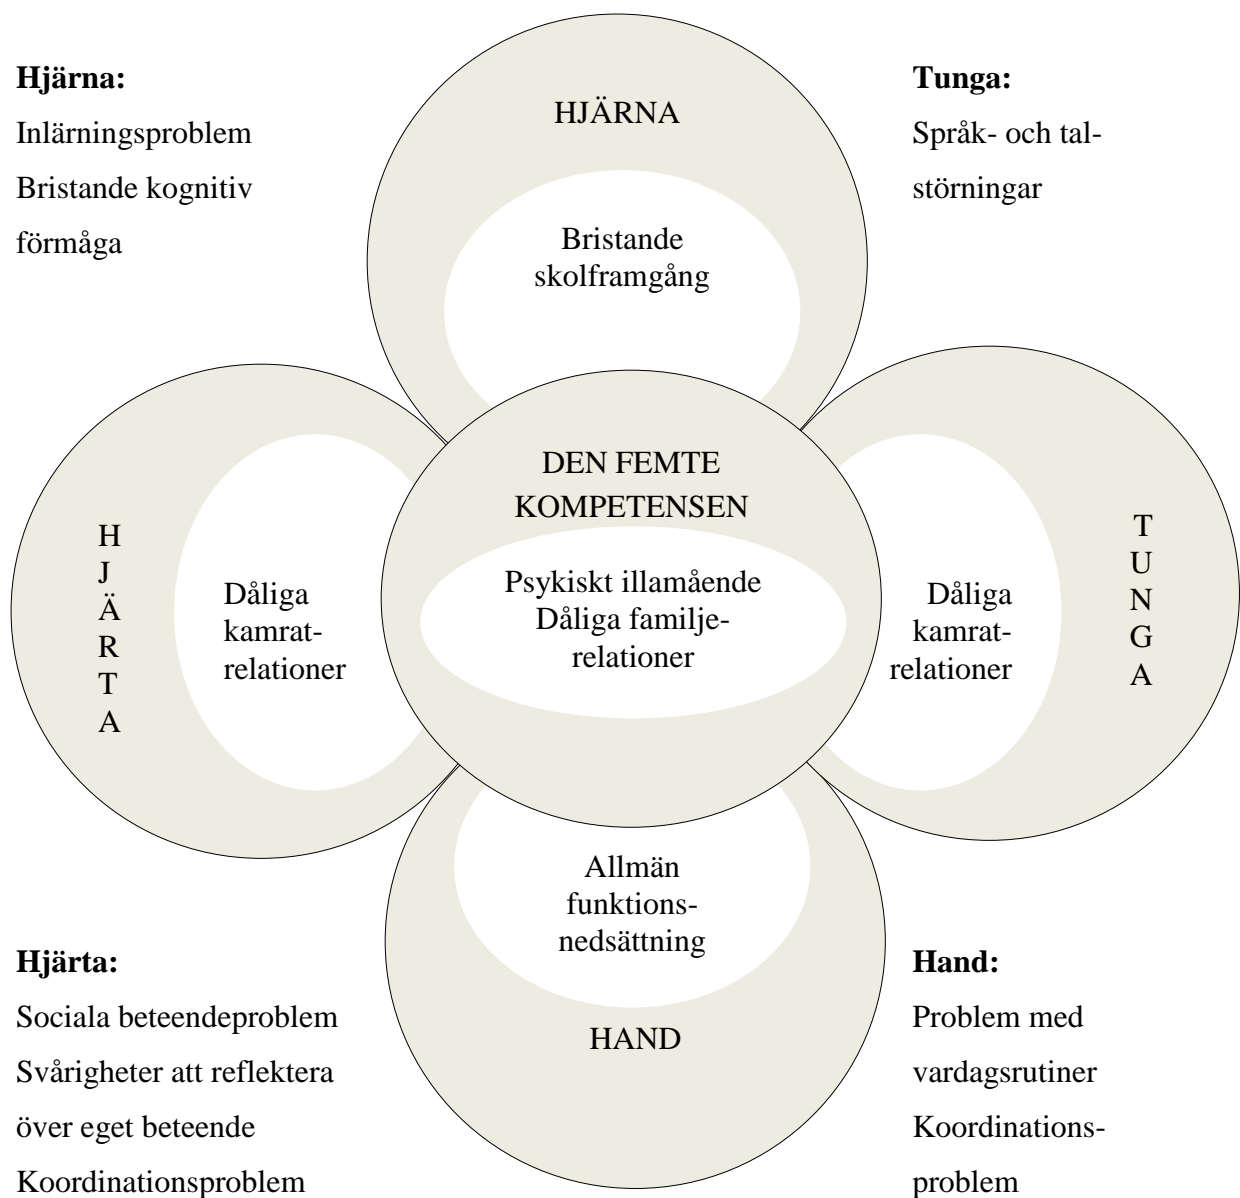 Hjärna:
Inlärningsproblem
Bristande kognitiv
förmåga
Tunga:
Språk- och tal-
störningar
HJÄRNA
Bristande
skolframgång
H
J
Ä
R
T
A
Dåliga
kamrat-
relationer
DEN FEMTE
KOMPETENSEN
Psykiskt illamående
Dåliga familje-
relationer
Dåliga
kamrat-
relationer
T
U
N
G
A
Allmän
funktions-
nedsättning
HAND
Hjärta:
Sociala beteendeproblem
Svårigheter att reflektera
över eget beteende
Koordinationsproblem
Hand:
Problem med
vardagsrutiner
Koordinations-
problem